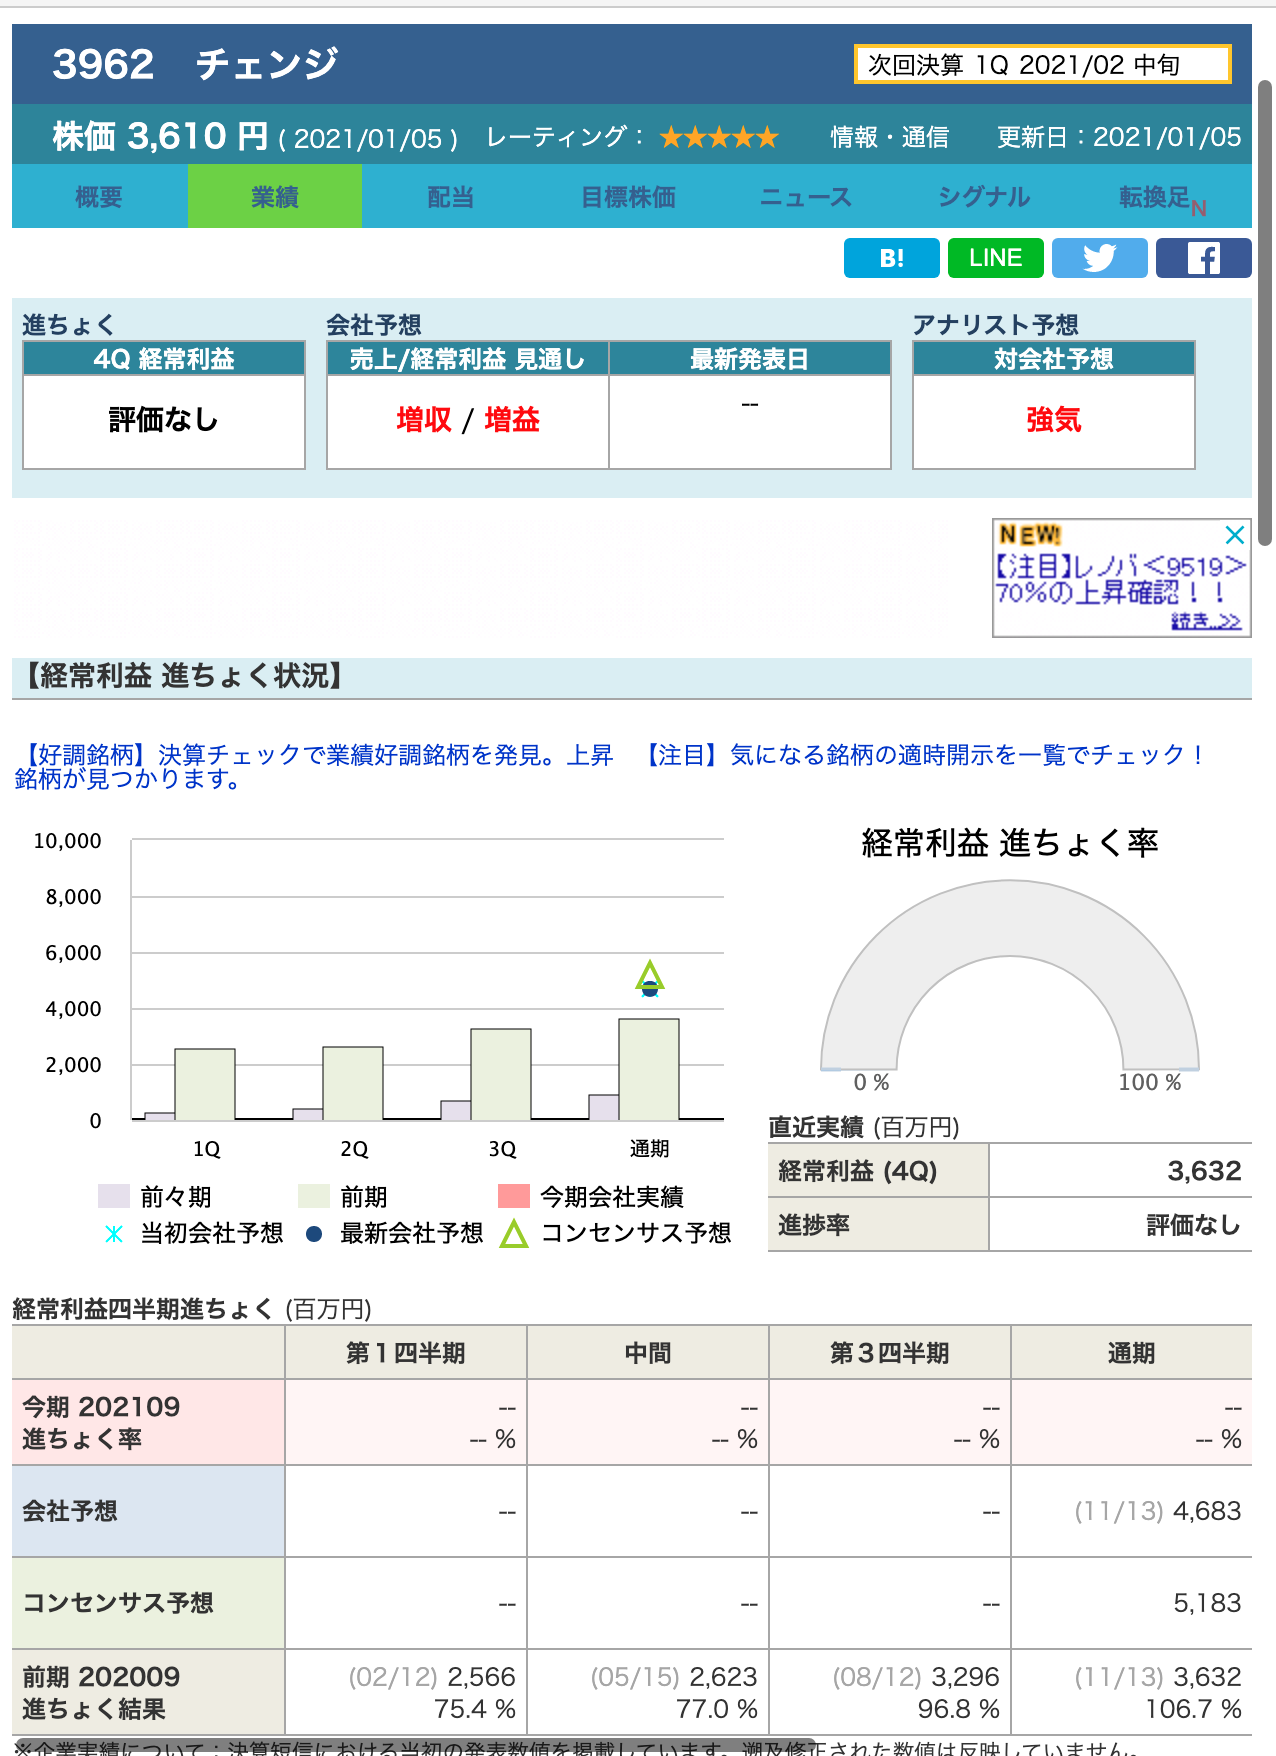 3962 チェンジ
次回決算 1Q 2021/02 中旬
株価 3,610 円 ( 2021/01/05 ) レーティング： ★★★★★ 情報・通信 更新日：2021/01/05
概要 業績 配当 目標株価 ニュース シグナル 転換足N
B! LINE
進ちょく 会社予想 アナリスト予想
4Q 経常利益 売上/経常利益 見通し 最新発表日 対会社予想
評価なし 増収 / 増益 -- 強気
NEW!
【注目】レノバ<9519>
70%の上昇確認！！
続き..>>
【経常利益 進ちょく状況】
【好調銘柄】決算チェックで業績好調銘柄を発見。上昇
銘柄が見つかります。
【注目】気になる銘柄の適時開示を一覧でチェック！
10,000
8,000
6,000
4,000
2,000
0
1Q 2Q 3Q 通期
前々期 前期 今期会社実績
当初会社予想 最新会社予想 コンセンサス予想
経常利益 進ちょく率
0 % 100 %
直近実績 (百万円)
経常利益 (4Q) 3,632
進捗率 評価なし
経常利益四半期進ちょく (百万円)
第１四半期 中間 第３四半期 通期
今期 202109 -- -- -- --
進ちょく率 -- % -- % -- % -- %
会社予想 -- -- -- (11/13) 4,683
コンセンサス予想 -- -- -- 5,183
前期 202009 (02/12) 2,566 (05/15) 2,623 (08/12) 3,296 (11/13) 3,632
進ちょく結果 75.4 % 77.0 % 96.8 % 106.7 %
※企業実績について：決算短信における当初の発表数値を掲載しています。遡及修正された数値は反映していません。